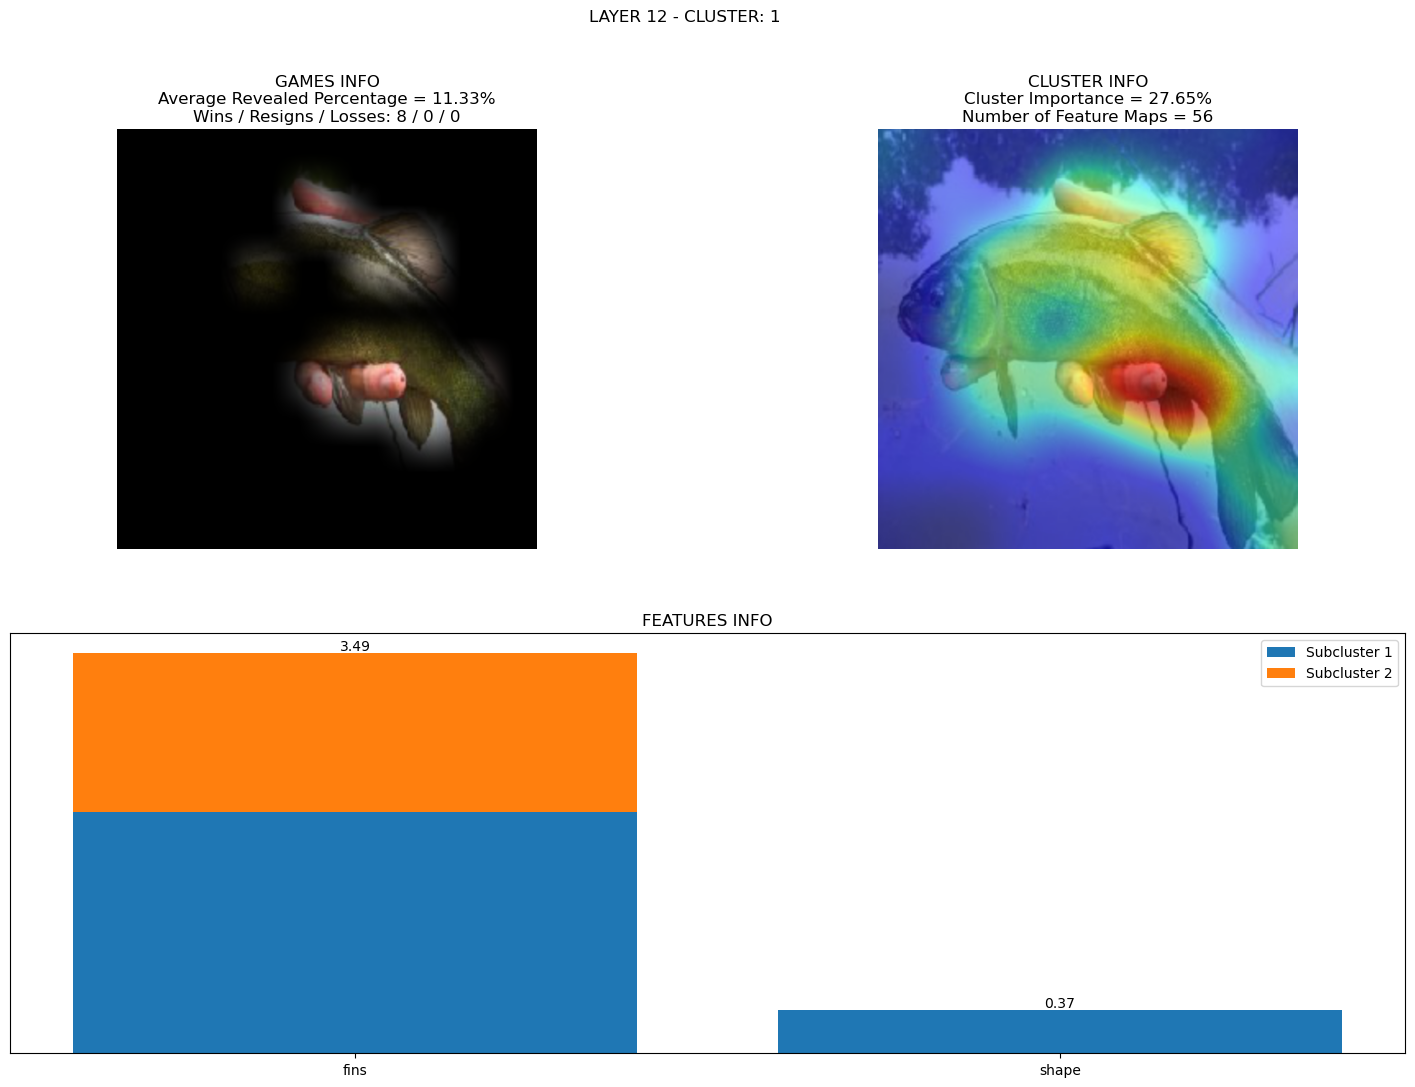 LAYER 12 - CLUSTER: 1
GAMES INFO
Average Revealed Percentage = 11.33%
Wins / Resigns / Losses: 8 / 0 / 0
CLUSTER INFO
Cluster Importance = 27.65%
Number of Feature Maps = 56
FEATURES INFO
3.49
Subcluster 1
Subcluster 2
0.37
fins
shape